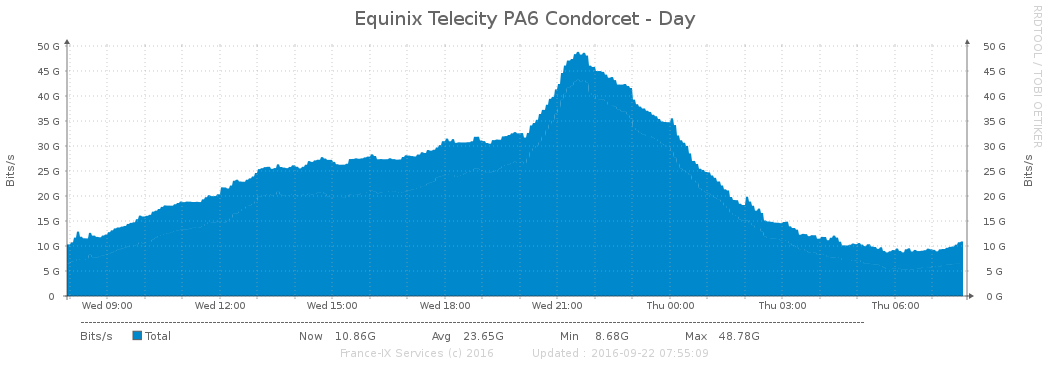 Equinix Telecity PA6 Condorcet - Day
RRDTOOL / TOBI OETIKER
Bits/s
50 G
45 G
40 G
35 G
30 G
25 G
20 G
15 G
10 G
5 G
0
50 G
45 G
40 G
35 G
30 G
25 G
20 G
15 G
10 G
5 G
0 G
Bits/s
Wed 09:00 Wed 12:00 Wed 15:00 Wed 18:00 Wed 21:00 Thu 00:00 Thu 03:00 Thu 06:00
Bits/s Total Now 10.86G Avg 23.65G Min 8.68G Max 48.78G
France-IX Services (c) 2016 Updated : 2016-09-22 07:55:09